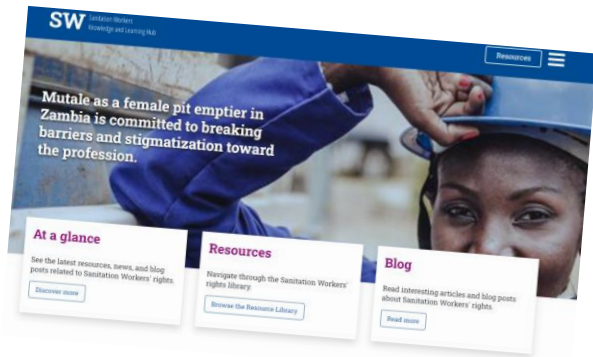 SW Sanitation Workers
Knowledge and Learning Hub
Resources
Mutale as a female pit emptier in
Zambia is committed to breaking
barriers and stigmatization toward
the profession.
At a glance
See the latest resources, news, and blog
posts related to Sanitation Workers' rights.
Discover more
Resources
Navigate through the Sanitation Workers'
rights library.
Browse the Resource Library
Blog
Read interesting articles and blog posts
about Sanitation Workers' rights.
Read more